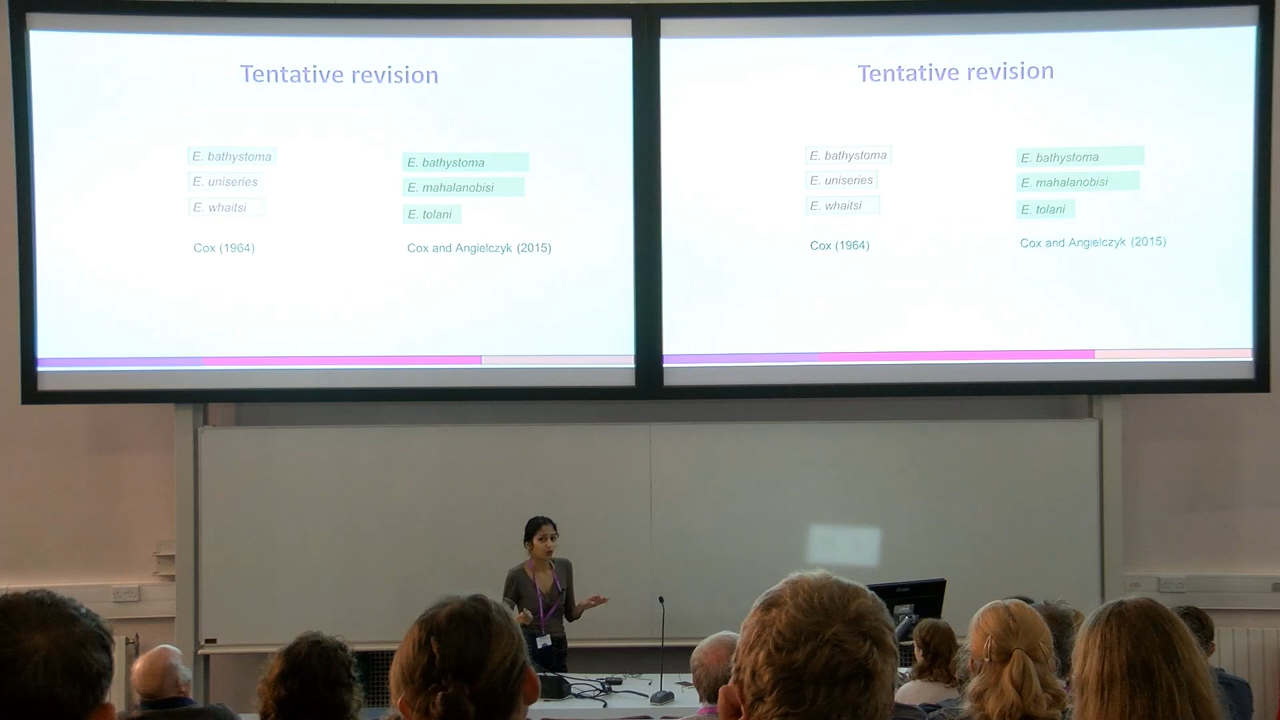 Tentative revision
E. bathystoma
E. uniseries
E. whaitsi
Cox (1964)
E. bathystoma
E. mahalanobisi
E. tolani
Cox and Angielczyk (2015)
Tentative revision
E. bathystoma
E. uniseries
E. whaitsi
Cox (1964)
E. bathystoma
E. mahalanobisi
E. tolani
Cox and Angielczyk (2015)